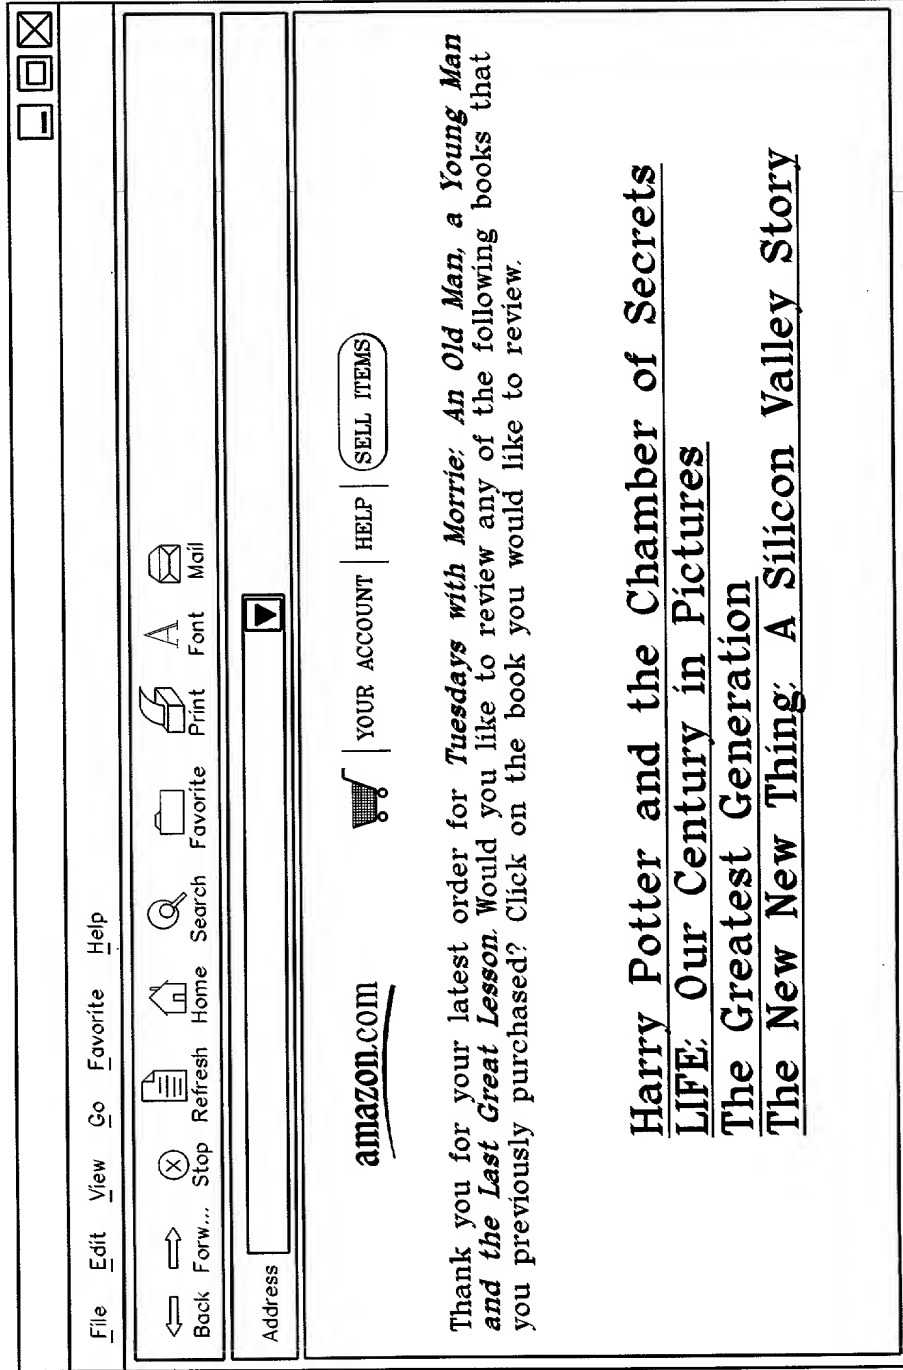 File Edit View Go Favorite Help
Back Forw... Stop Refresh Home Search Favorite Print Font Mail
Address
amazon.com YOUR ACCOUNT HELP SELL ITEMS
Thank you for your latest order for Tuesdays with Morrie: An Old Man, a Young Man
and the Last Great Lesson. Would you like to review any of the following books that
you previously purchased? Click on the book you would like to review.
Harry Potter and the Chamber of Secrets
LIFE: Our Century in Pictures
The Greatest Generation
The New New Thing: A Silicon Valley Story